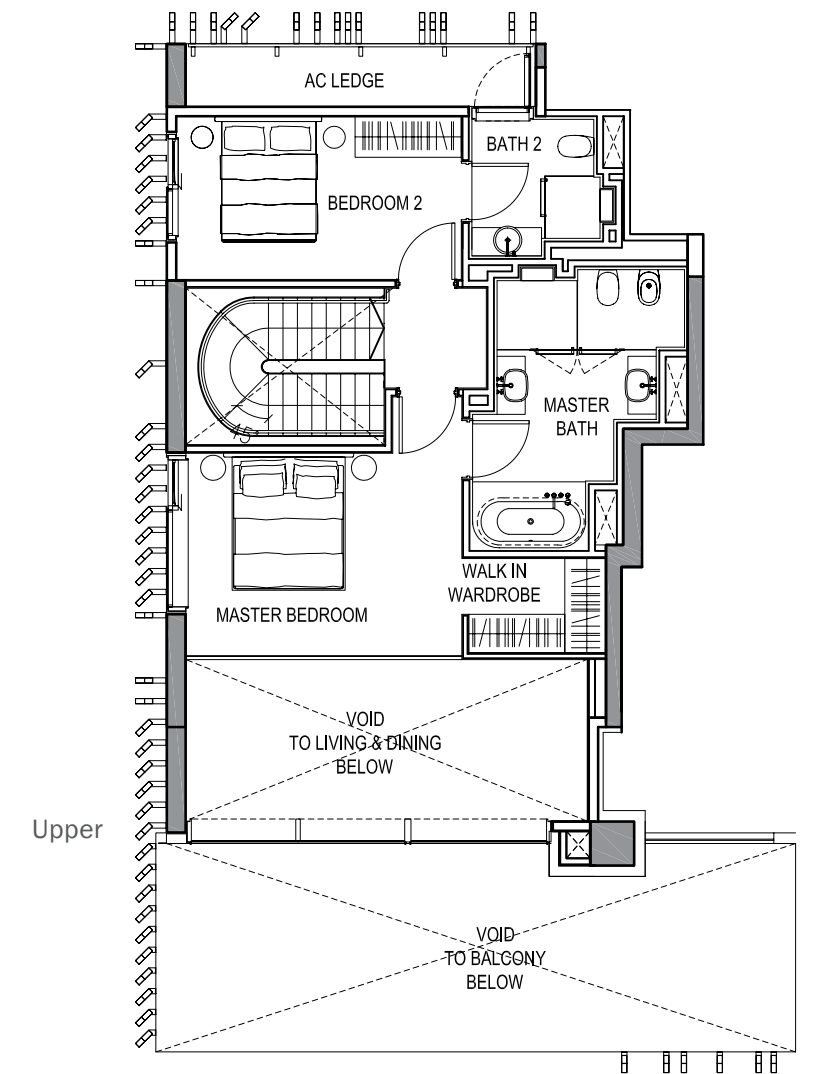 AC LEDGE
BATH 2
BEDROOM 2
MASTER
BATH
WALK IN
WARDROBE
MASTER BEDROOM
VOID
TO LIVING & DINING
BELOW
Upper
VOID
TO BALCONY
BELOW